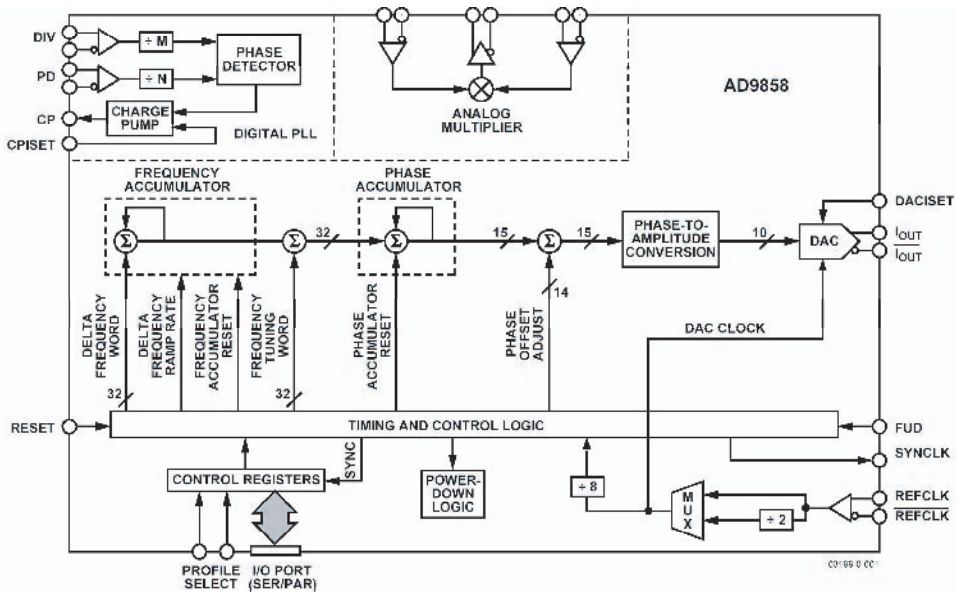 DIV
÷ M
PHASE
DETECTOR
AD9858
PD
÷ N
CP
CHARGE
PUMP
DIGITAL PLL
CPISET
ANALOG
MULTIPLIER
FREQUENCY
ACCUMULATOR
PHASE
ACCUMULATOR
DACISET
Σ
Σ
32
Σ
15
Σ
15
PHASE-TO-
AMPLITUDE
CONVERSION
10
DAC
IOUT
IOUT
14
DAC CLOCK
DELTA
FREQUENCY
WORD
DELTA
FREQUENCY
RAMP RATE
FREQUENCY
ACCUMULATOR
RESET
FREQUENCY
TUNING
WORD
PHASE
ACCUMULATOR
RESET
PHASE
OFFSET
ADJUST
32
32
RESET
TIMING AND CONTROL LOGIC
FUD
SYNC
SYNCLK
CONTROL REGISTERS
POWER-
DOWN
LOGIC
÷ 8
MUX
÷ 2
REFCLK
REFCLK
PROFILE
SELECT
I/O PORT
(SER/PAR)